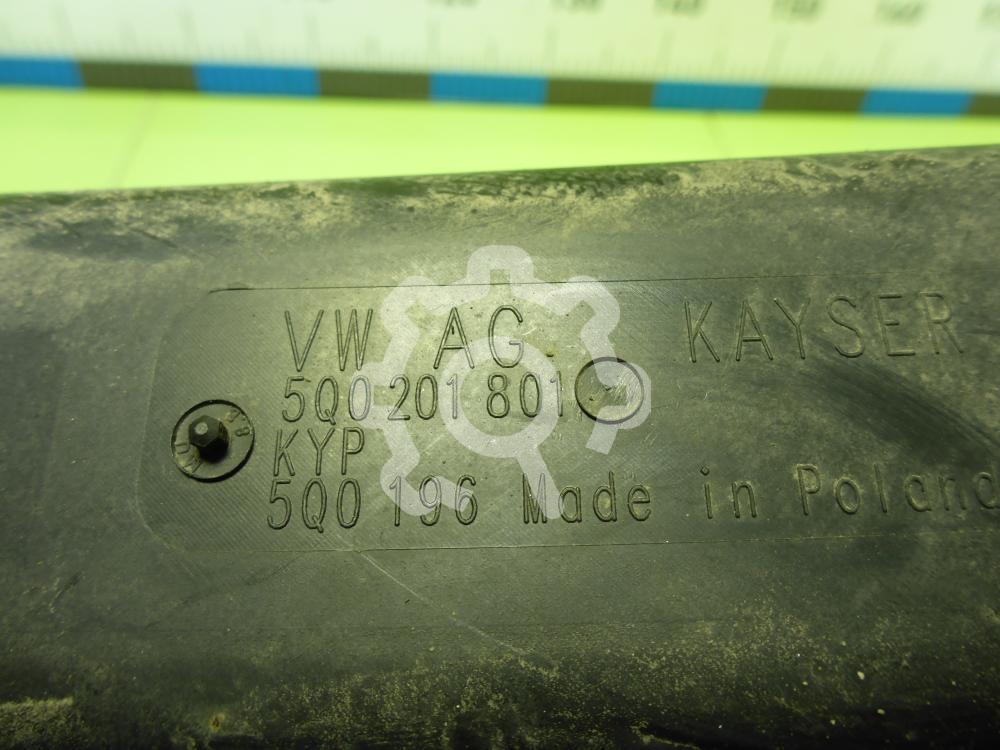 VW AG KAYSER
5Q0 201 801
KYP
5Q0 196 Made in Poland